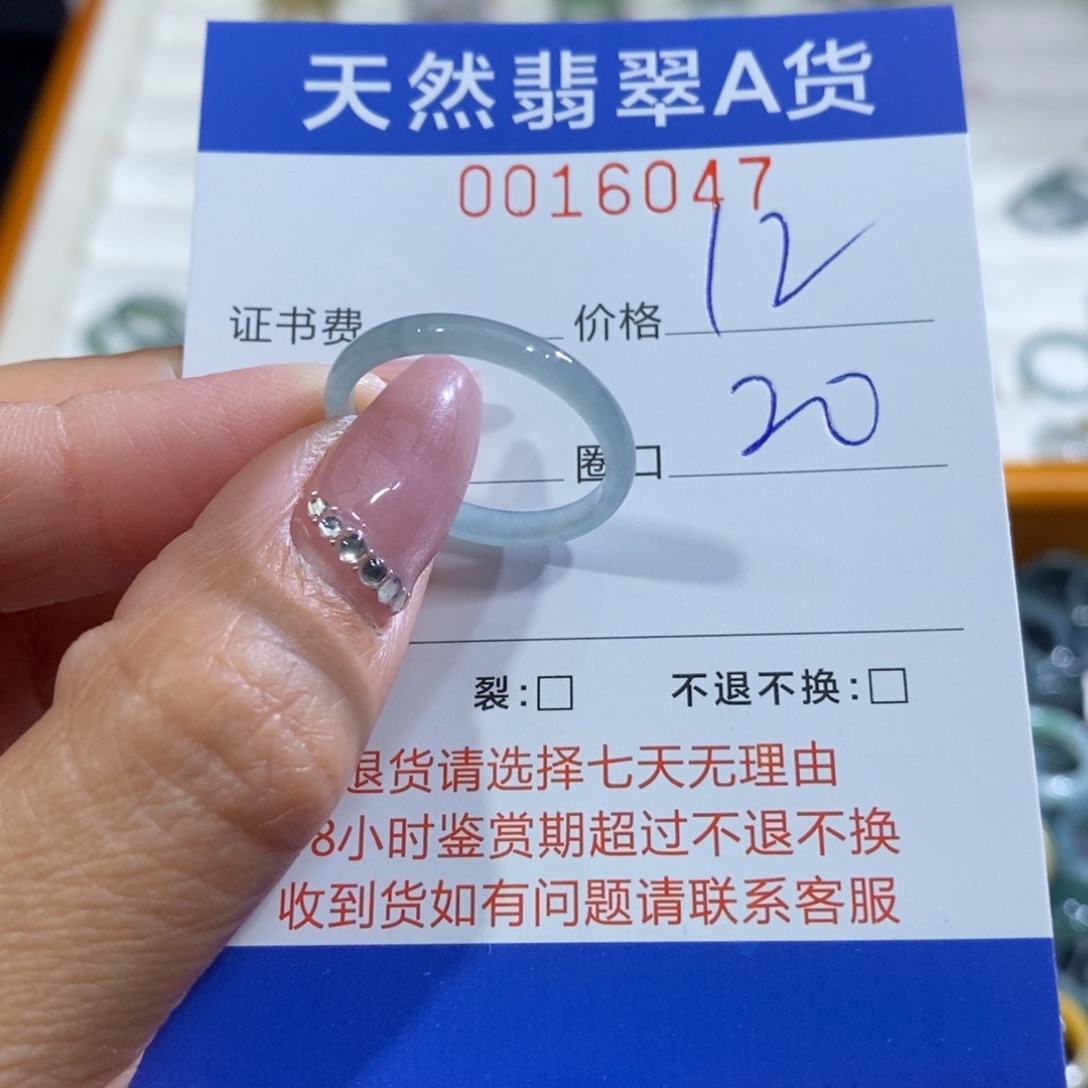 天然翡翠A货
0016047
证书费 价格 12
圈口 20
裂:□ 不退不换:□
退货请选择七天无理由
8小时鉴赏期超过不退不换
收到货如有问题请联系客服